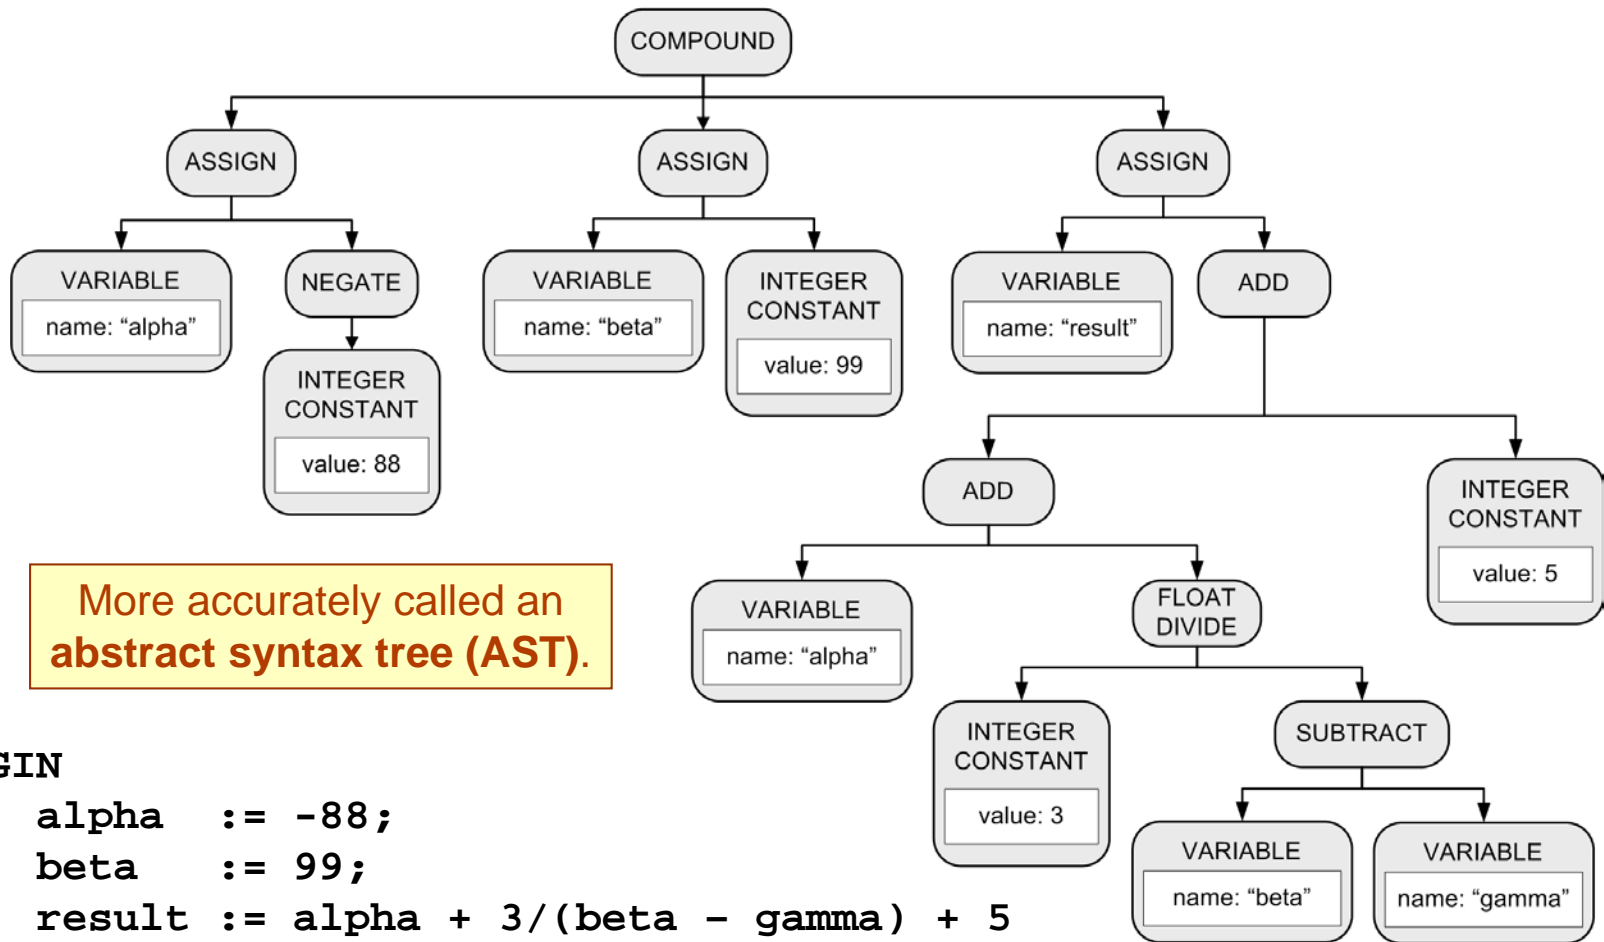 COMPOUND
ASSIGN
ASSIGN
ASSIGN
VARIABLE
name: “alpha”
NEGATE
INTEGER
CONSTANT
value: 88
VARIABLE
name: “beta”
INTEGER
CONSTANT
value: 99
VARIABLE
name: “result”
ADD
ADD
INTEGER
CONSTANT
value: 5
VARIABLE
name: “alpha”
FLOAT
DIVIDE
INTEGER
CONSTANT
value: 3
SUBTRACT
VARIABLE
name: “beta”
VARIABLE
name: “gamma”
More accurately called an
abstract syntax tree (AST).
GIN
alpha := -88;
beta := 99;
result := alpha + 3/(beta – gamma) + 5